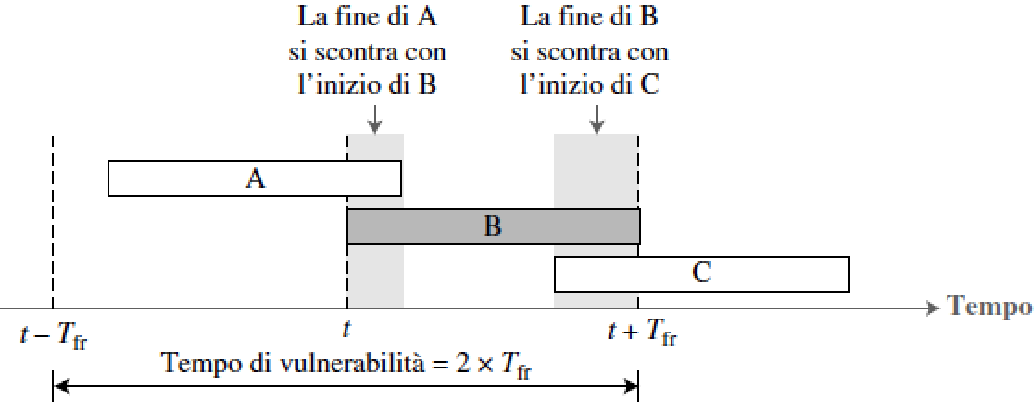 La fine di A
si scontra con
l'inizio di B
La fine di B
si scontra con
l'inizio di C
A
B
C
Tempo
t – Tfr
t
t + Tfr
Tempo di vulnerabilità = 2 × Tfr